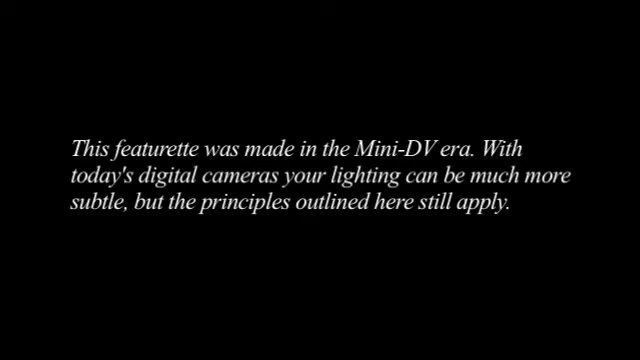 This featurette was made in the Mini-DV era. With
today's digital cameras your lighting can be much more
subtle, but the principles outlined here still apply.